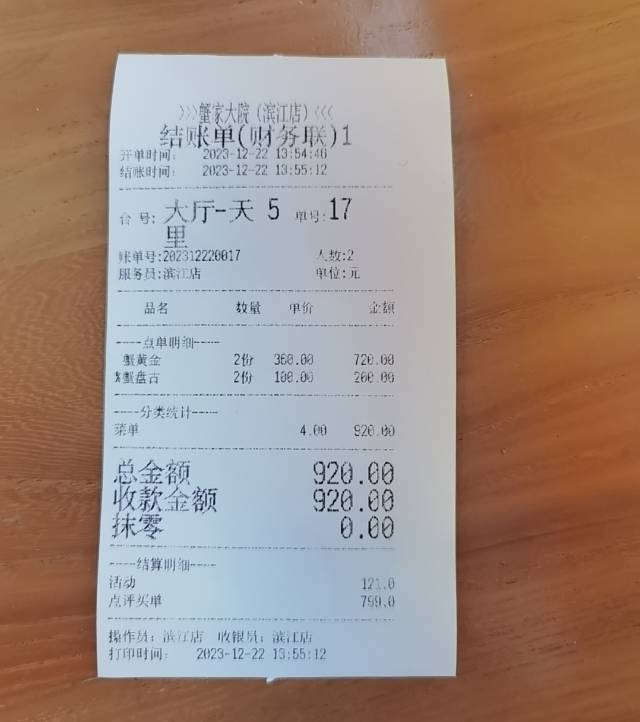 >>>蟹家大院(滨江店)<<<
结账单(财务联)1
开单时间: 2023-12-22 13:54:46
结账时间: 2023-12-22 13:55:12
台号: 大厅-天 5 单号:17
里
账单号:202312220017 人数:2
服务员:滨江店 单位:元
品名 数量 单价 金额
-----点单明细-----
蟹黄金 2份 360.00 720.00
蟹盘古 2份 100.00 200.00
-----分类统计-----
菜单 4.00 920.00
总金额 920.00
收款金额 920.00
抹零 0.00
-----结算明细-----
活动 121.0
点评买单 799.0
操作员: 滨江店 收银员: 滨江店
打印时间: 2023-12-22 13:55:12